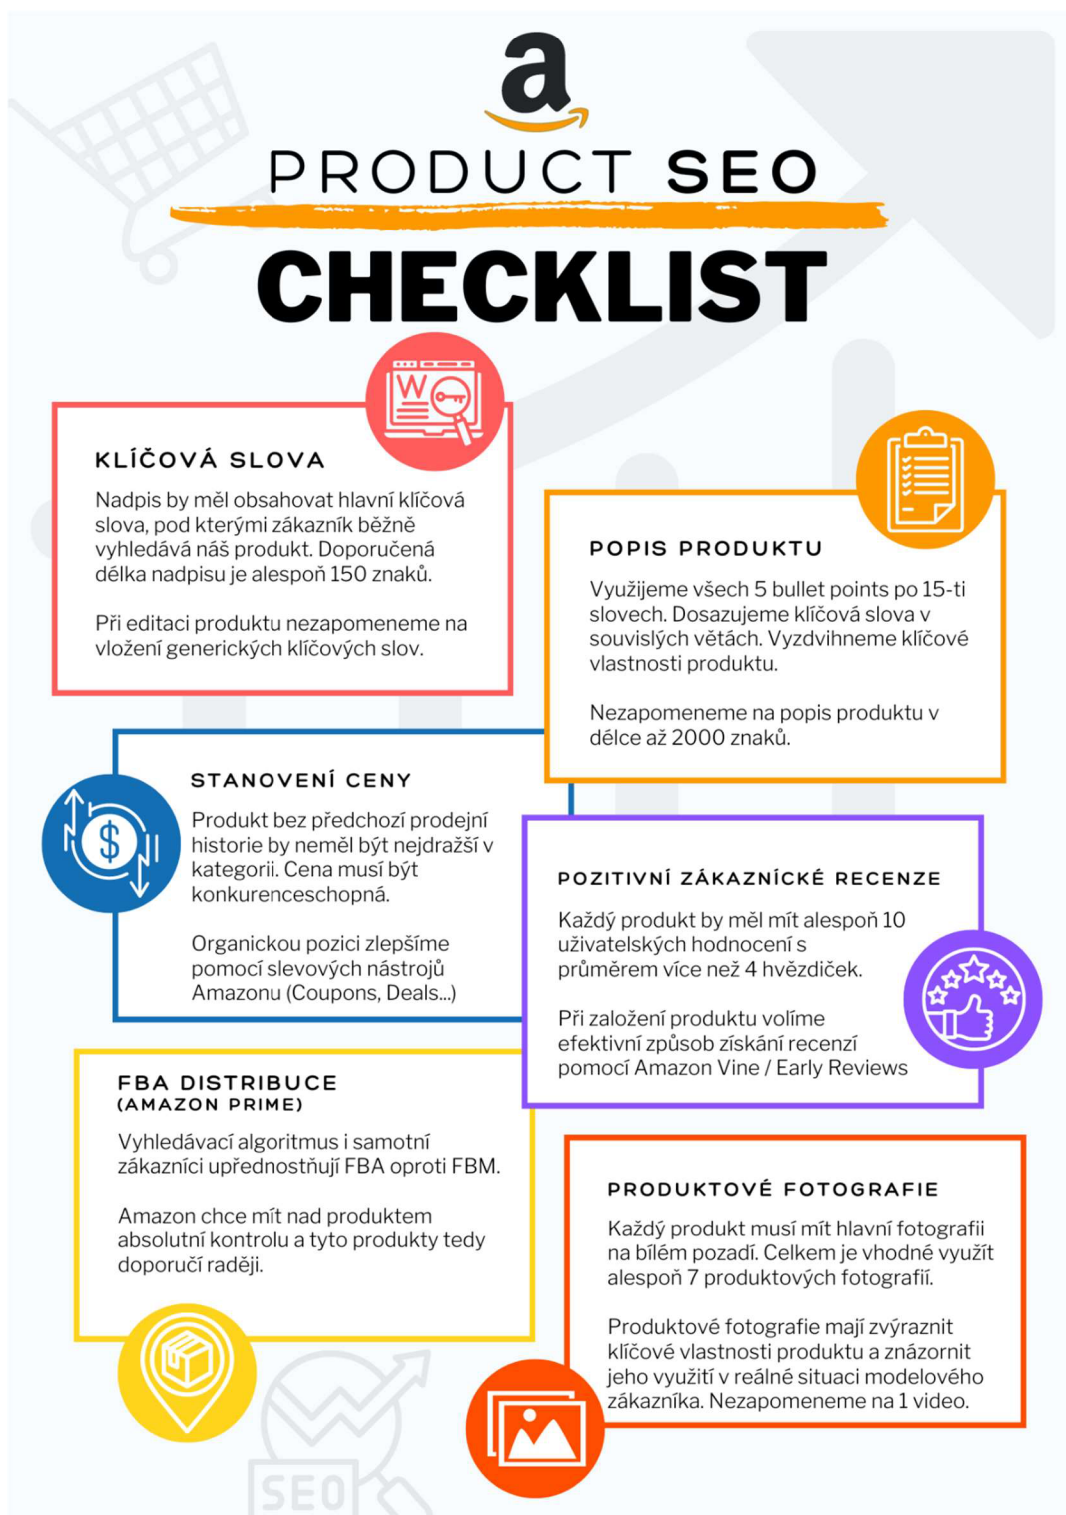 a
PRODUCT SEO
CHECKLIST
W
KLÍČOVÁ SLOVA
Nadpis by měl obsahovat hlavní klíčová
slova, pod kterými zákazník běžně
vyhledává náš produkt. Doporučená
délka nadpisu je alespoň 150 znaků.
Při editaci produktu nezapomeneme na
vložení generických klíčových slov.
POPIS PRODUKTU
Využijeme všech 5 bullet points po 15-ti
slovech. Dosazujeme klíčová slova v
souvislých větách. Vyzdvihneme klíčové
vlastnosti produktu.
Nezapomeneme na popis produktu v
délce až 2000 znaků.
STANOVENÍ CENY
$
Produkt bez předchozí prodejní
historie by neměl být nejdražší v
kategorii. Cena musí být
konkurenceschopná.
Organickou pozici zlepšíme
pomocí slevových nástrojů
Amazonu (Coupons, Deals...)
POZITIVNÍ ZÁKAZNÍCKÉ RECENZE
Každý produkt by měl mít alespoň 10
uživatelských hodnocení s
průměrem více než 4 hvězdiček.
Při založení produktu volíme
efektivní způsob získání recenzí
pomocí Amazon Vine / Early Reviews
FBA DISTRIBUCE
(AMAZON PRIME)
Vyhledávací algoritmus i samotní
zákazníci upřednostňují FBA oproti FBM.
Amazon chce mít nad produktem
absolutní kontrolu a tyto produkty tedy
doporučí raději.
PRODUKTOVÉ FOTOGRAFIE
Každý produkt musí mít hlavní fotografii
na bílém pozadí. Celkem je vhodné využít
alespoň 7 produktových fotografií.
Produktové fotografie mají zvýraznit
klíčové vlastnosti produktu a znázornit
jeho využití v reálné situaci modelového
zákazníka. Nezapomeneme na 1 video.
SEO